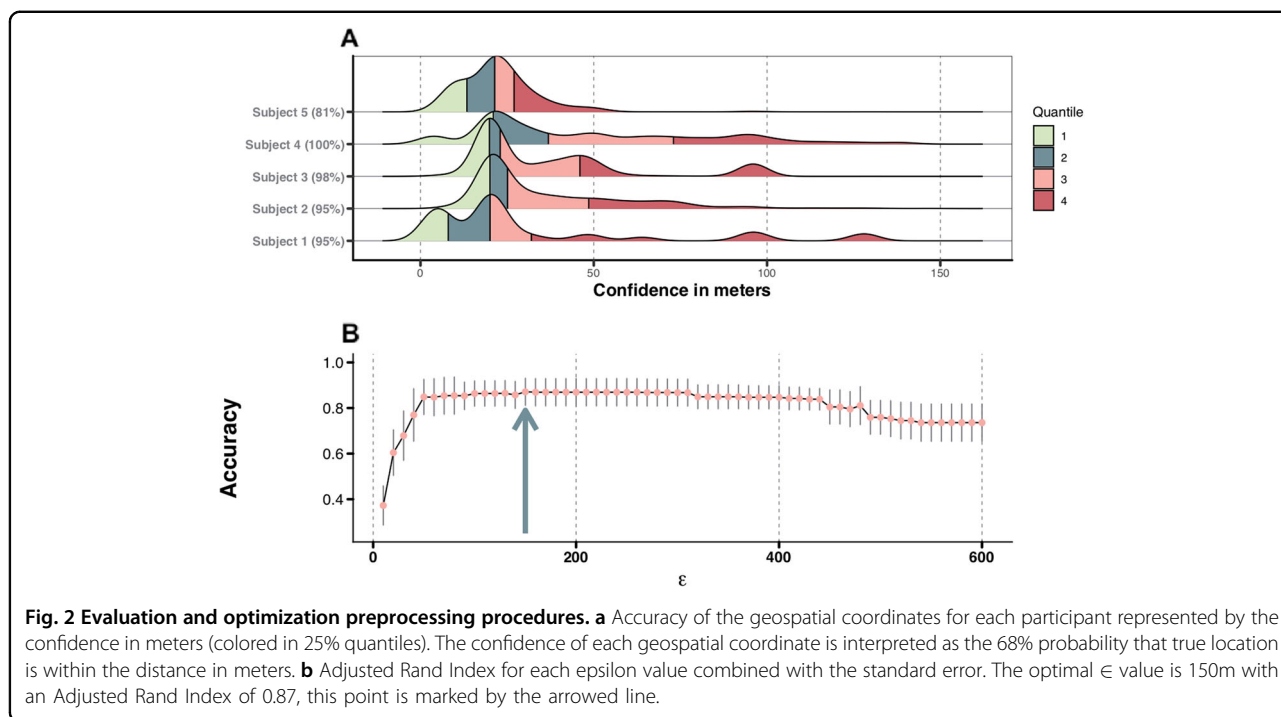 A
Subject 5 (81%)
Subject 4 (100%)
Subject 3 (98%)
Subject 2 (95%)
Subject 1 (95%)
0
50
100
150
Confidence in meters
Quantile
1
2
3
4
B
1.0
0.8
0.6
0.4
Accuracy
0
200
400
600
ε
Fig. 2 Evaluation and optimization preprocessing procedures. a Accuracy of the geospatial coordinates for each participant represented by the
confidence in meters (colored in 25% quantiles). The confidence of each geospatial coordinate is interpreted as the 68% probability that true location
is within the distance in meters. b Adjusted Rand Index for each epsilon value combined with the standard error. The optimal ∈ value is 150m with
an Adjusted Rand Index of 0.87, this point is marked by the arrowed line.